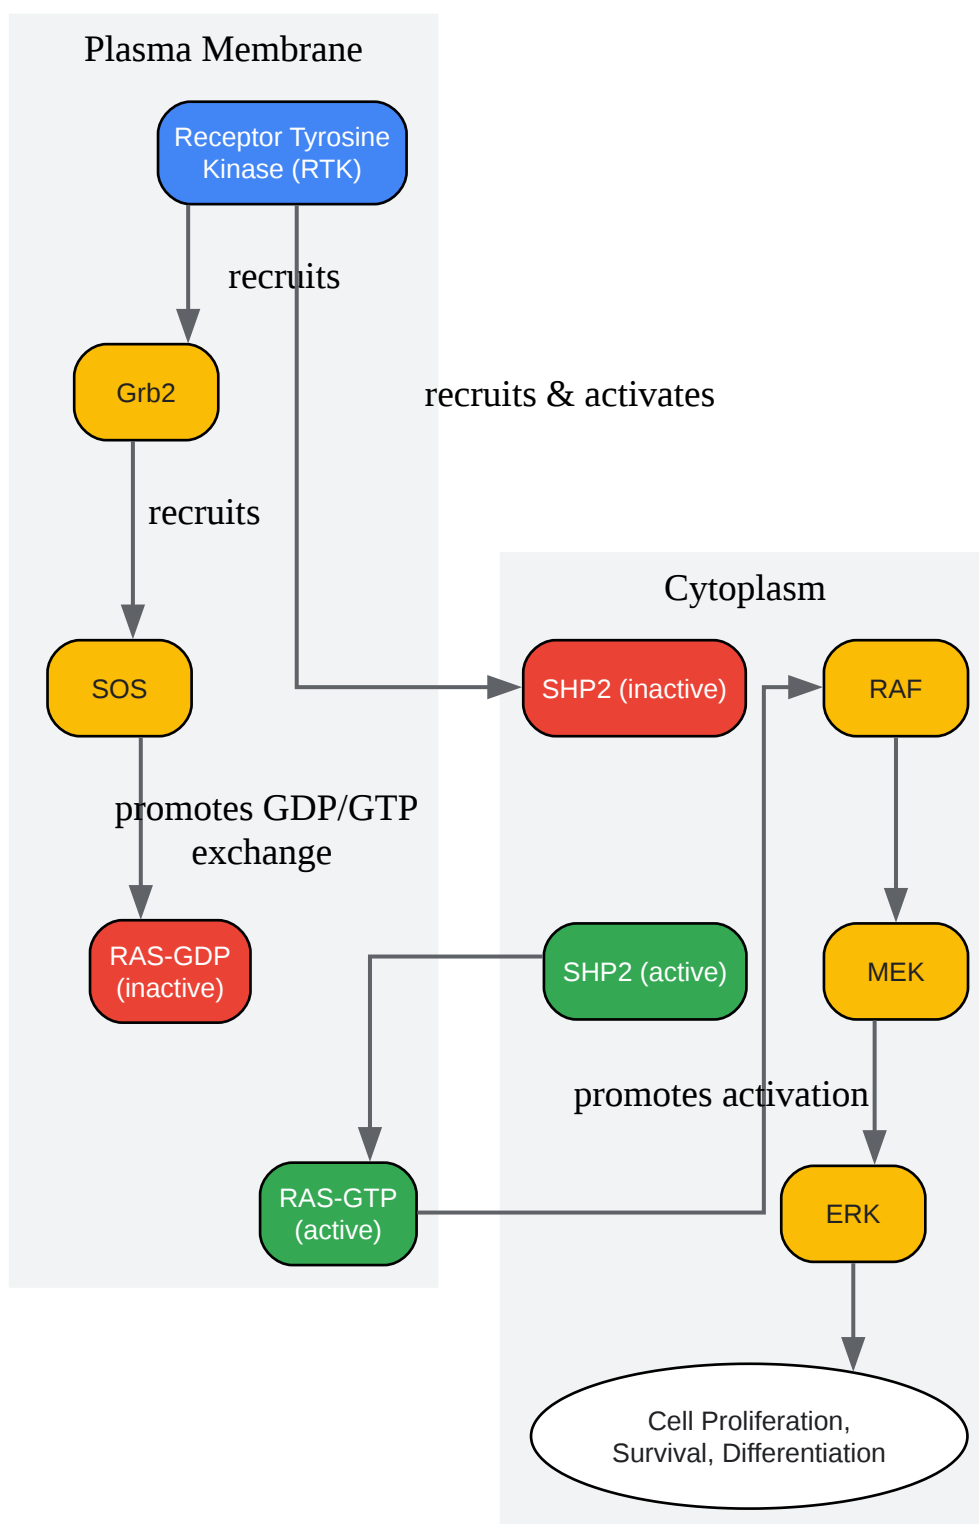 Plasma Membrane
Receptor Tyrosine
Kinase (RTK)
recruits
Grb2
recruits & activates
recruits
Cytoplasm
SOS
SHP2 (inactive)
RAF
promotes GDP/GTP
exchange
RAS-GDP
(inactive)
SHP2 (active)
MEK
promotes activation
RAS-GTP
(active)
ERK
Cell Proliferation,
Survival, Differentiation